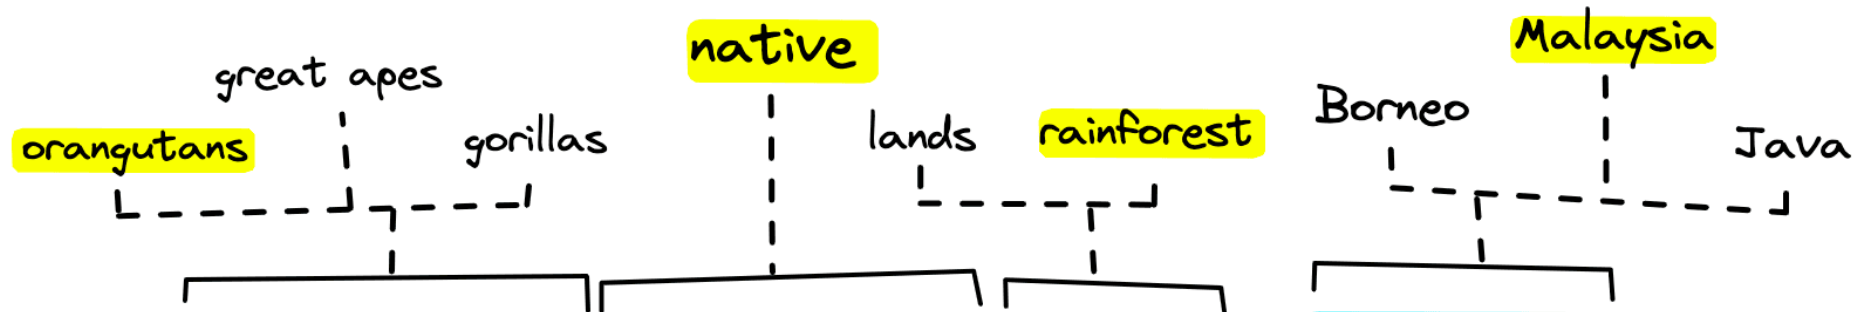 orangutans
great apes
gorillas
native
lands
rainforest
Borneo
Malaysia
Java